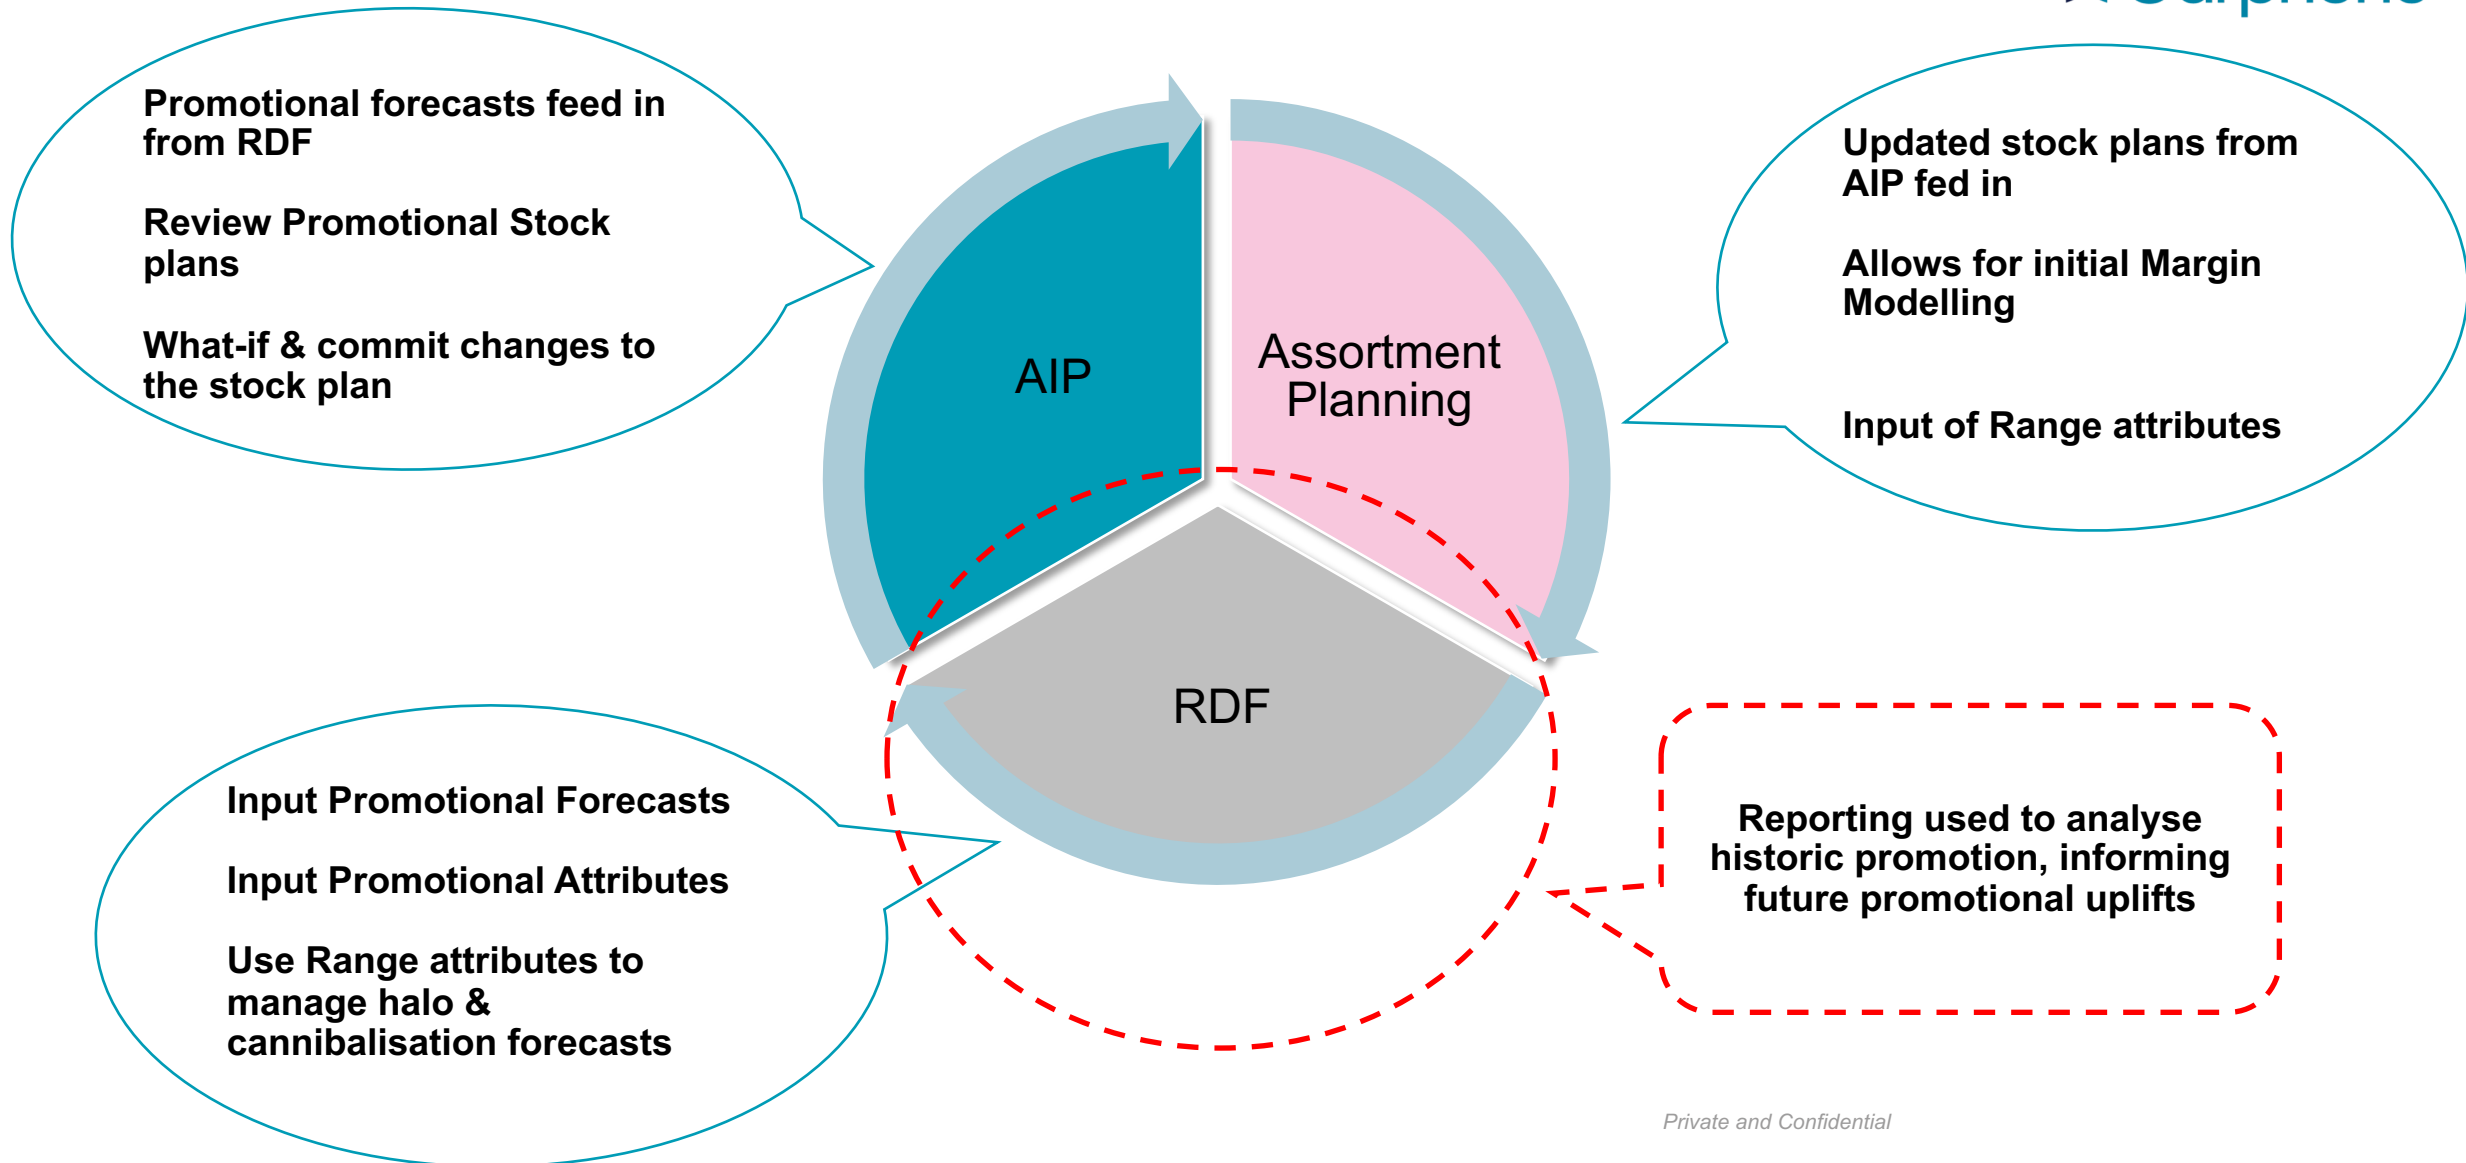 Promotional forecasts feed in
from RDF
Review Promotional Stock
plans
What-if & commit changes to
the stock plan
AIP
Assortment
Planning
Updated stock plans from
AIP fed in
Allows for initial Margin
Modelling
Input of Range attributes
RDF
Input Promotional Forecasts
Input Promotional Attributes
Use Range attributes to
manage halo &
cannibalisation forecasts
Reporting used to analyse
historic promotion, informing
future promotional uplifts
Private and Confidential